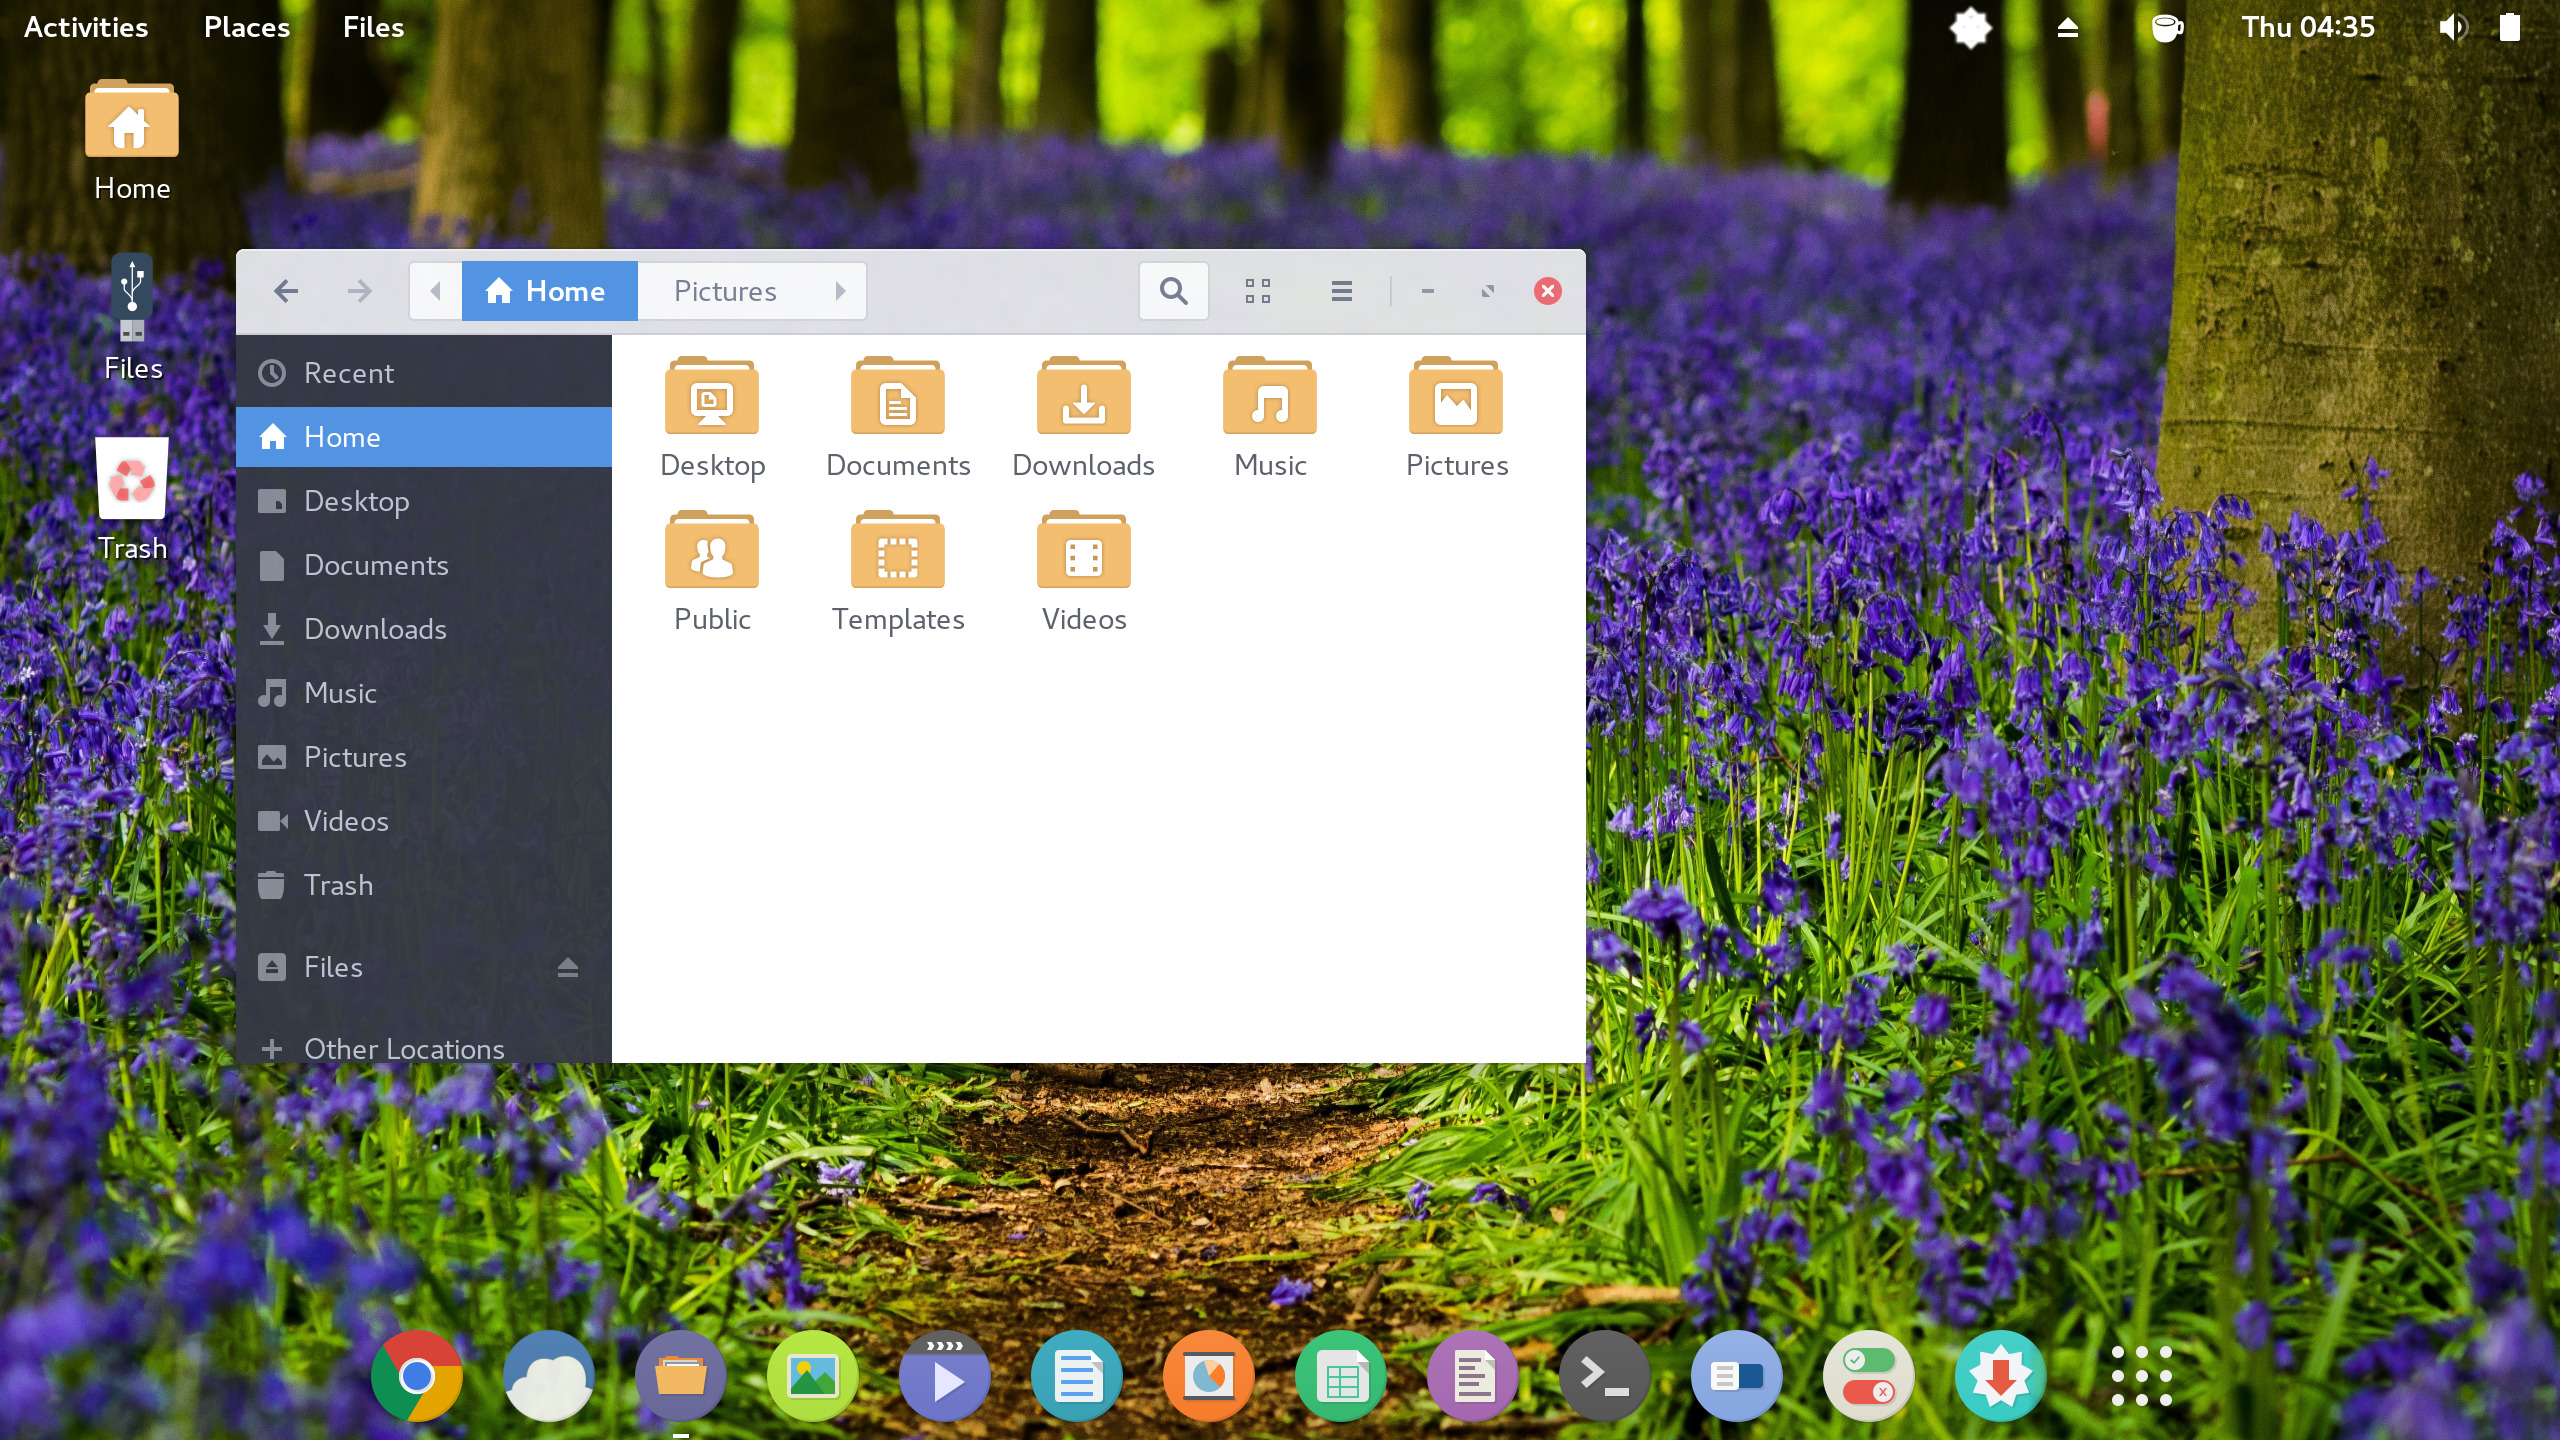 Activities Places Files Thu 04:35
Home
Files
Trash
Home Pictures
Recent
Home
Desktop
Documents
Downloads
Music
Pictures
Videos
Trash
Files
Other Locations
Desktop Documents Downloads Music Pictures
Public Templates Videos